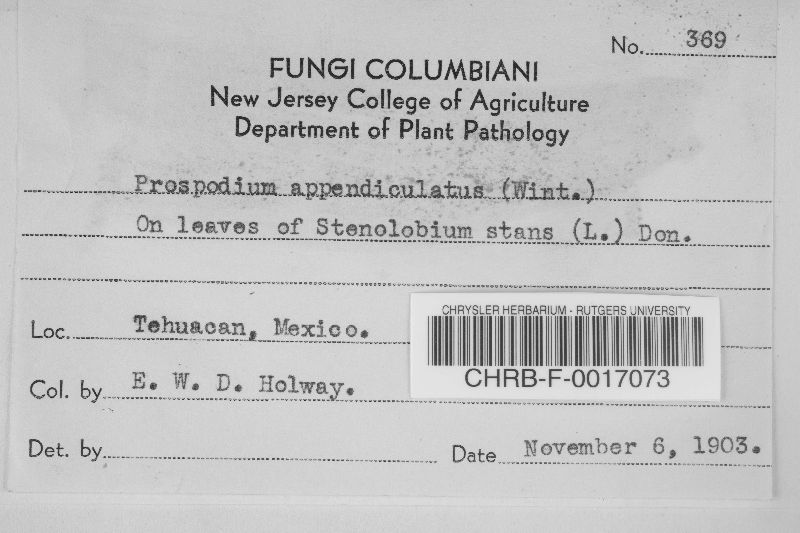 No. 369
FUNGI COLUMBIANI
New Jersey College of Agriculture
Department of Plant Pathology
Prospodium appendiculatus (Wint.)
On leaves of Stenolobium stans (L.) Don.
Loc. Tehuacan, Mexico.
CHRYSLER HERBARIUM - RUTGERS UNIVERSITY
CHRB-F-0017073
Col. by E. W. D. Holway.
Det. by
Date November 6, 1903.